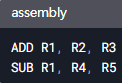 assembly
ADD R1, R2, R3
SUB R1, R4, R5